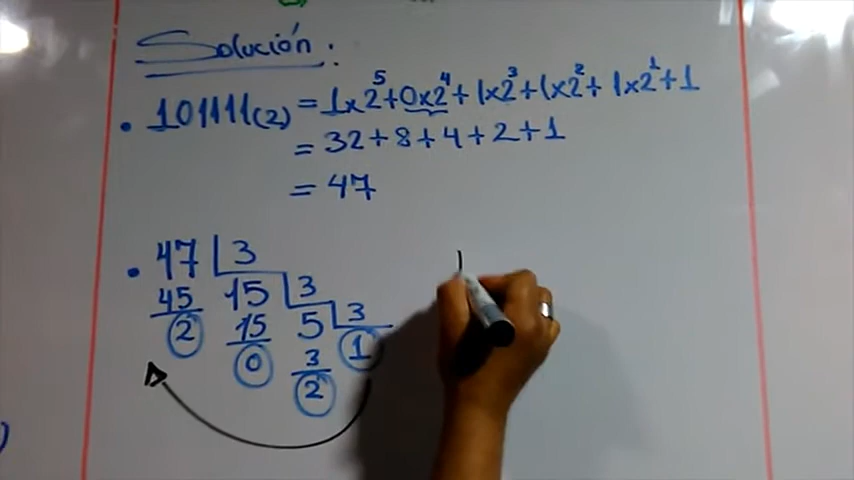 Solución:
• 101111(2) = 1x2⁵+0x2⁴+1x2³+1x2²+1x2¹+1
= 32+8+4+2+1
= 47
• 47 3
45 15 3
2 15 5 3
0 3 1
2